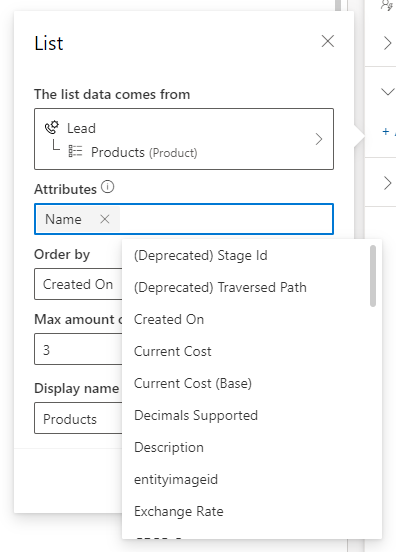 List
The list data comes from
Lead
Products (Product)
Attributes
Name
Order by
Created On
Max amount
3
Display name
Products
(Deprecated) Stage Id
(Deprecated) Traversed Path
Created On
Current Cost
Current Cost (Base)
Decimals Supported
Description
entityimageid
Exchange Rate